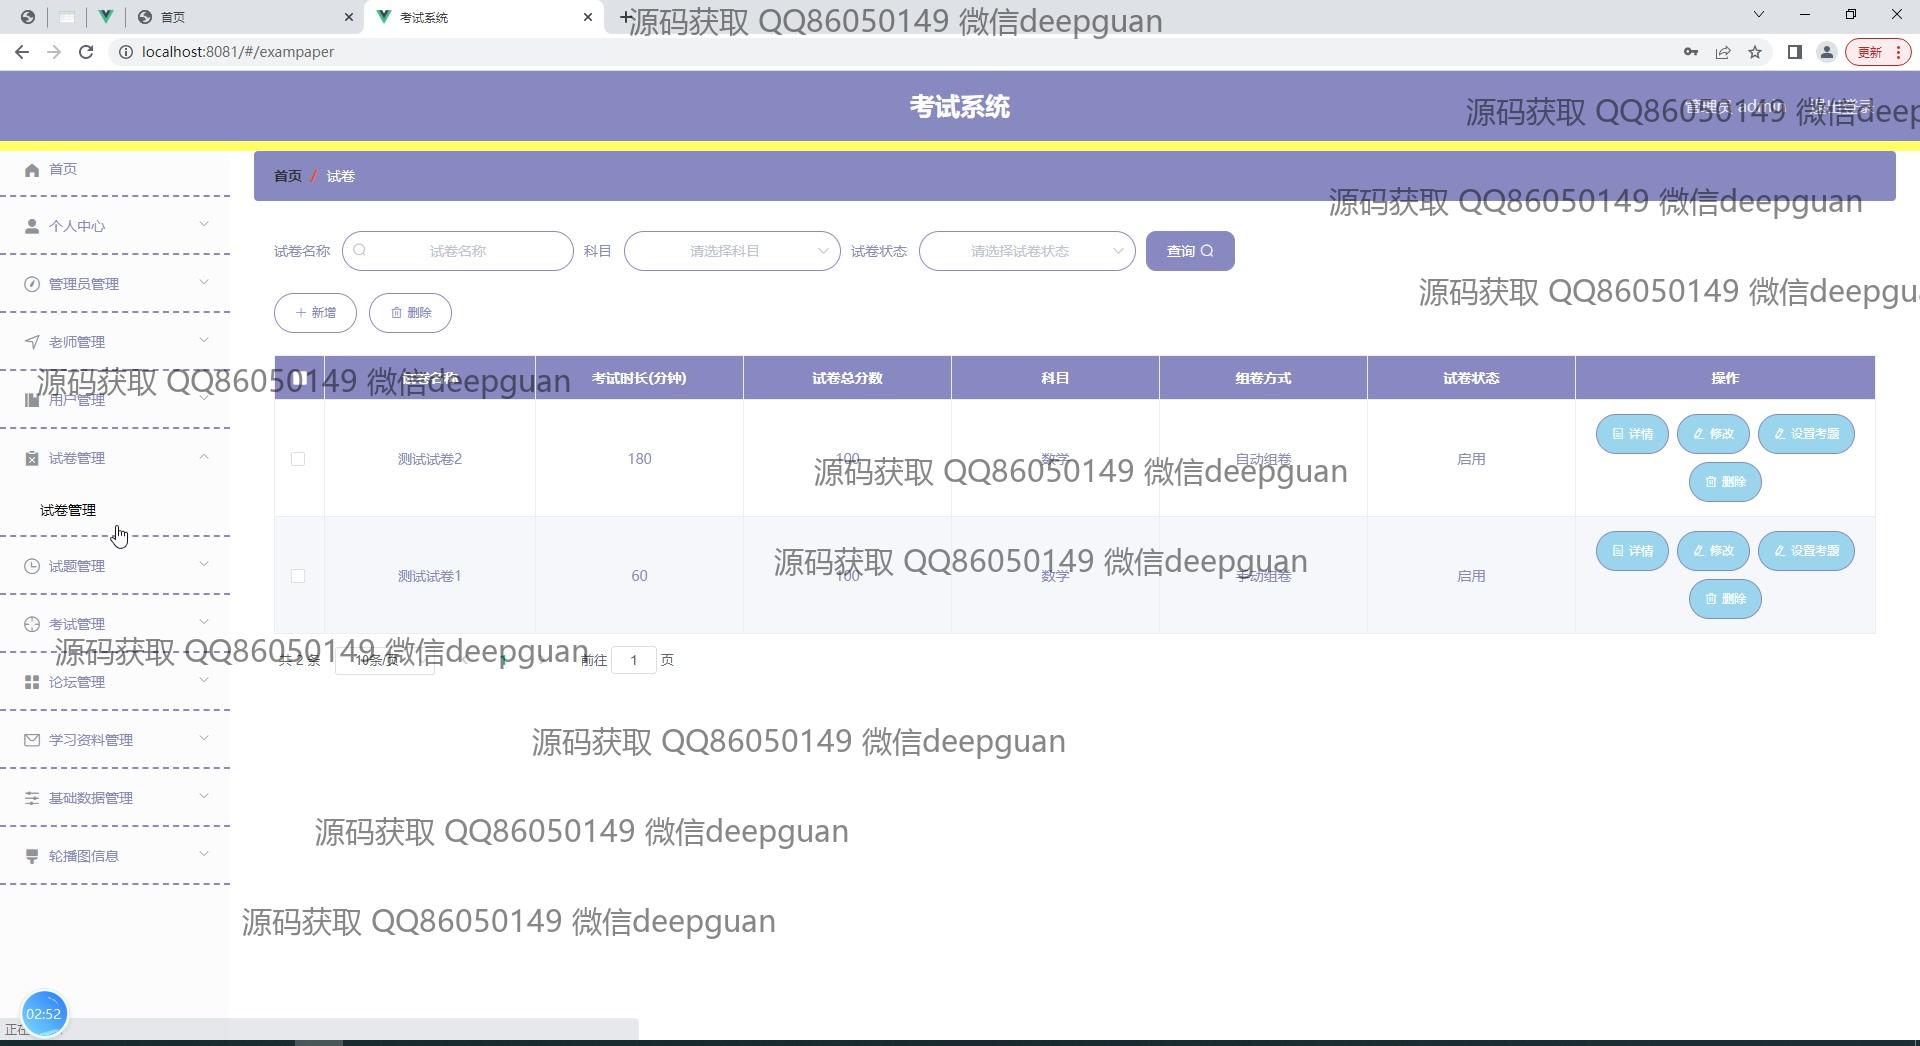 首页
考试系统
源码获取 QQ86050149 微信deepguan
localhost:8081/#/exampaper
更新
考试系统
管理员 admin
退出登录
源码获取 QQ86050149 微信deep
首页
首页 / 试卷
源码获取 QQ86050149 微信deepguan
个人中心
试卷名称 试卷名称 科目 请选择科目 试卷状态 请选择试卷状态 查询
管理员管理
源码获取 QQ86050149 微信deepgu
新增 删除
老师管理
源码获取 QQ86050149 微信deepguan
试卷名称 考试时长(分钟) 试卷总分数 科目 组卷方式 试卷状态 操作
用户管理
试卷管理
测试试卷2 180 100 数学 自动组卷 启用 详情 修改 设置考题 删除
源码获取 QQ86050149 微信deepguan
试卷管理
试题管理
测试试卷1 60 100 数学 手动组卷 启用 详情 修改 设置考题 删除
源码获取 QQ86050149 微信deepguan
考试管理
源码获取 QQ86050149 微信deepguan
共 2 条 10条/页 1 前往 1 页
论坛管理
学习资料管理
源码获取 QQ86050149 微信deepguan
基础数据管理
源码获取 QQ86050149 微信deepguan
轮播图信息
源码获取 QQ86050149 微信deepguan
02:52